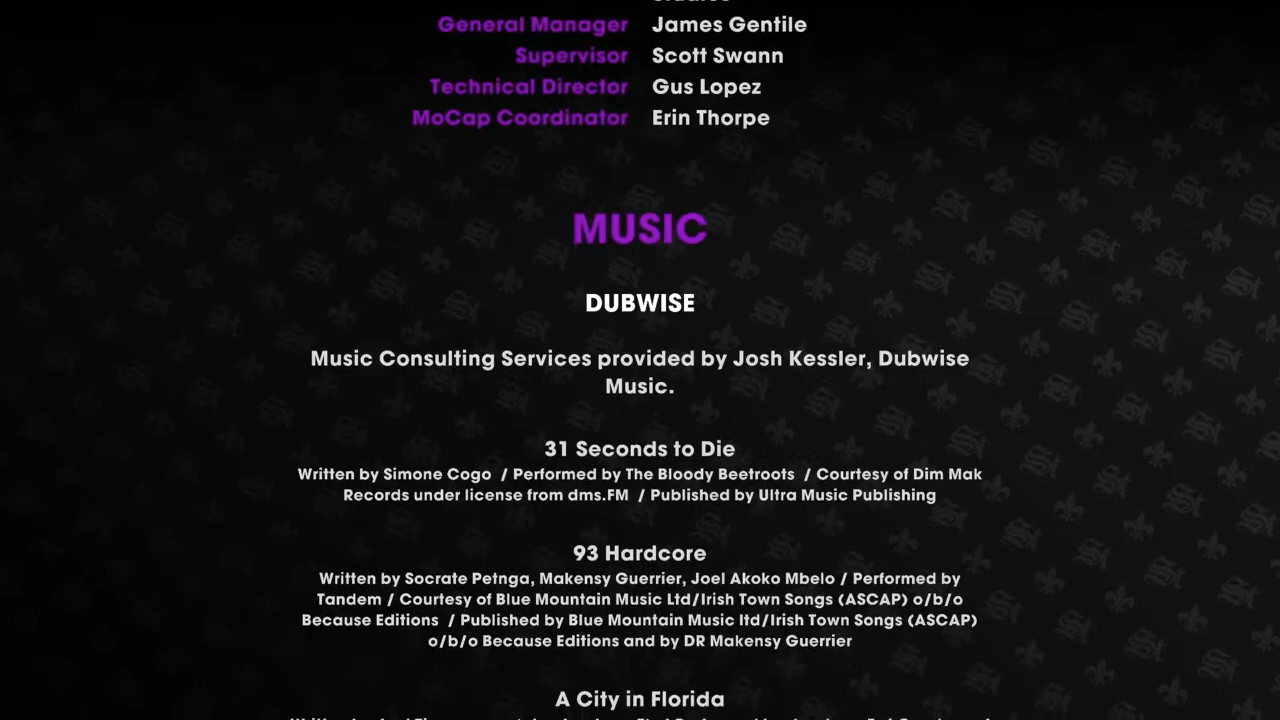 General Manager James Gentile
Supervisor Scott Swann
Technical Director Gus Lopez
MoCap Coordinator Erin Thorpe
MUSIC
DUBWISE
Music Consulting Services provided by Josh Kessler, Dubwise
Music.
31 Seconds to Die
Written by Simone Cogo / Performed by The Bloody Beetroots / Courtesy of Dim Mak
Records under license from dms.FM / Published by Ultra Music Publishing
93 Hardcore
Written by Socrate Petnga, Makensy Guerrier, Joel Akoko Mbelo / Performed by
Tandem / Courtesy of Blue Mountain Music Ltd/Irish Town Songs (ASCAP) o/b/o
Because Editions / Published by Blue Mountain Music ltd/Irish Town Songs (ASCAP)
o/b/o Because Editions and by DR Makensy Guerrier
A City in Florida